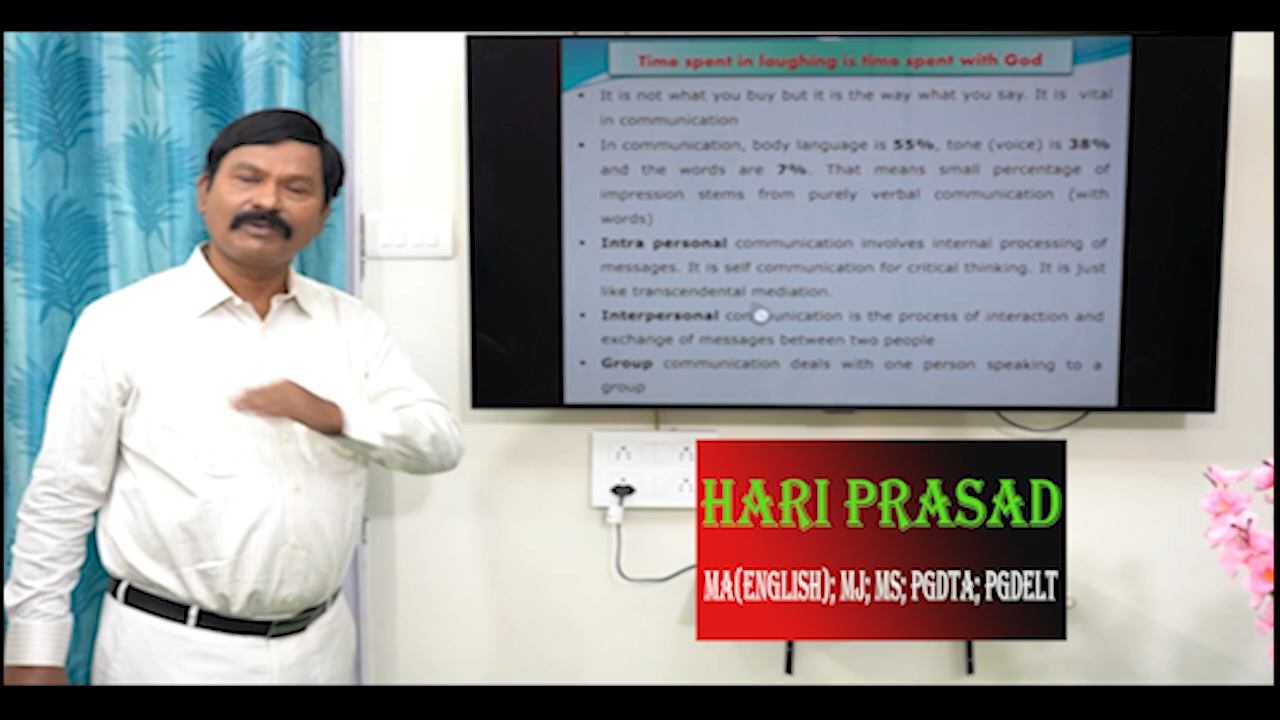 Time spent in laughing is time spent with God
• It is not what you buy but it is the way what you say. It is vital
in communication
• In communication, body language is 55%, tone (voice) is 38%
and the words are 7%. That means small percentage of
impression stems from purely verbal communication (with
words)
• Intra personal communication involves internal processing of
messages. It is self communication for critical thinking. It is just
like transcendental mediation.
• Interpersonal communication is the process of interaction and
exchange of messages between two people
• Group communication deals with one person speaking to a
group
HARI PRASAD
MA(ENGLISH); MJ; MS; PGDTA; PGDELT